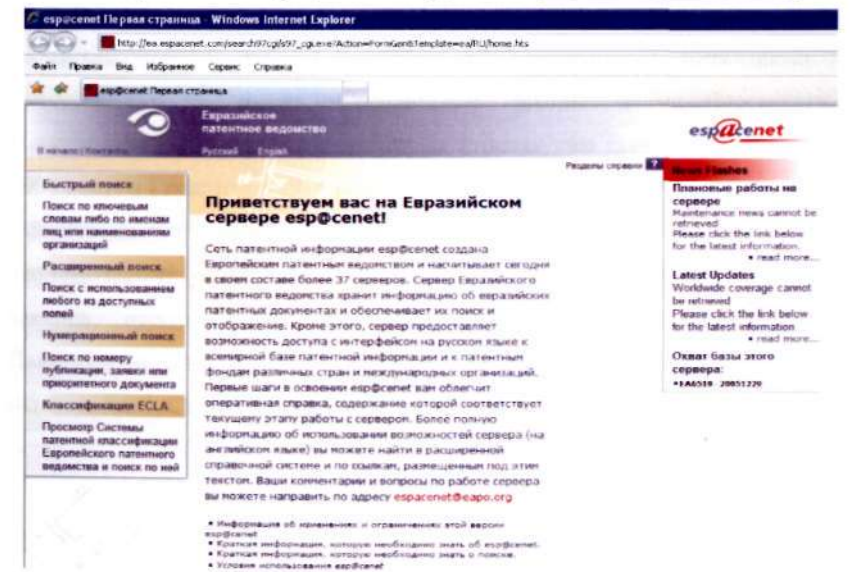 esp@cenet Первая страница - Windows Internet Explorer
http://ea.espacenet.com/search97cgi/s97_cgi.exe?Action=FormGen&Template=ea/RU/home.hts
Файл Правка Вид Избранное Сервис Справка
esp@cenet Первая страница
Евразийское
патентное ведомство
esp@cenet
В начало | Контакты
Русский English
Разделы справки ?
Быстрый поиск
Поиск по ключевым
словам либо по именам
лиц или наименованиям
организаций
Расширенный поиск
Поиск с использованием
любого из доступных
полей
Нумерационный поиск
Поиск по номеру
публикации, заявки или
приоритетного документа
Классификация ECLA
Просмотр Системы
патентной классификации
Европейского патентного
ведомства и поиск по ней
Приветствуем вас на Евразийском
сервере esp@cenet!
Сеть патентной информации esp@cenet создана
Европейским патентным ведомством и насчитывает сегодня
в своем составе более 37 серверов. Сервер Евразийского
патентного ведомства хранит информацию об евразийских
патентных документах и обеспечивает их поиск и
отображение. Кроме этого, сервер предоставляет
возможность доступа с интерфейсом на русском языке к
всемирной базе патентной информации и к патентным
фондам различных стран и международных организаций.
Первые шаги в освоении esp@cenet вам облегчит
оперативная справка, содержание которой соответствует
текущему этапу работы с сервером. Более полную
информацию об использовании возможностей сервера (на
английском языке) вы можете найти в расширенной
справочной системе и по ссылкам, размещенным под этим
текстом. Ваши комментарии и вопросы по работе сервера
вы можете направить по адресу espacenet@eapo.org
• Информация об изменениях и ограничениях этой версии
esp@cenet
• Краткая информация, которую необходимо знать об esp@cenet.
• Краткая информация, которую необходимо знать о поиске.
• Условия использования esp@cenet
News Flashes
Плановые работы на
сервере
Maintenance news cannot be
retrieved
Please click the link below
for the latest information.
• read more...
Latest Updates
Worldwide coverage cannot
be retrieved
Please click the link below
for the latest information
• read more...
Охват базы этого
сервера: